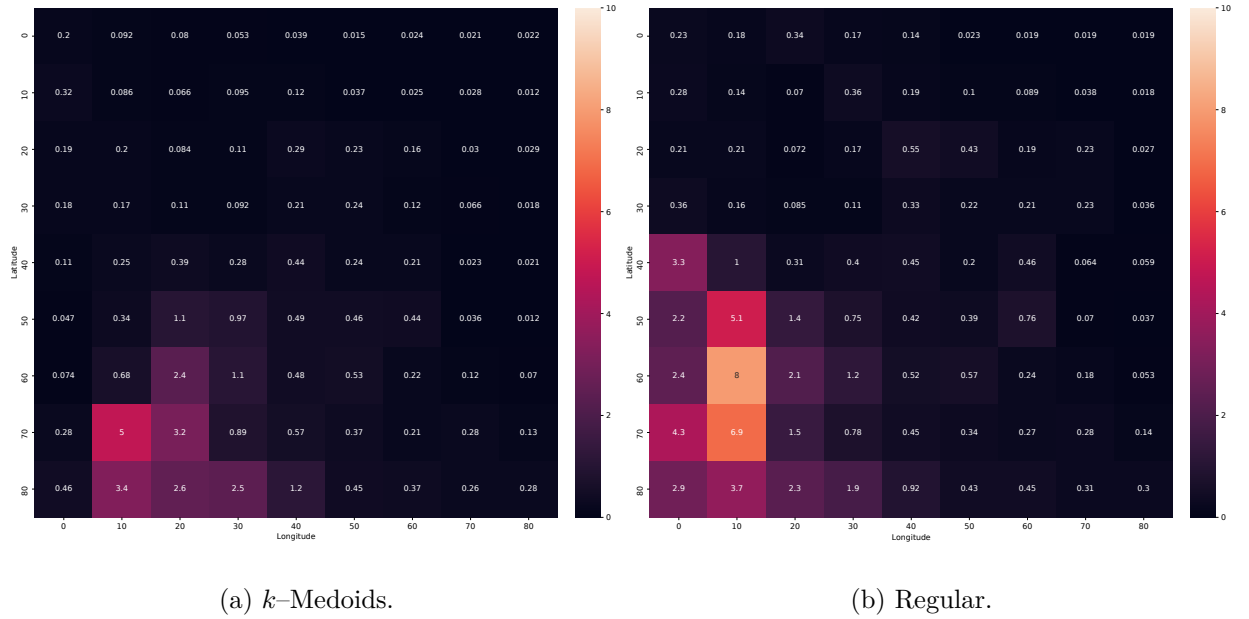 0 0.2 0.092 0.08 0.053 0.039 0.015 0.024 0.021 0.022
10 0.32 0.086 0.066 0.095 0.12 0.037 0.025 0.028 0.012
20 0.19 0.2 0.084 0.11 0.29 0.23 0.16 0.03 0.029
30 0.18 0.17 0.11 0.092 0.21 0.24 0.12 0.066 0.018
40 0.11 0.25 0.39 0.28 0.44 0.24 0.21 0.023 0.021
50 0.047 0.34 1.1 0.97 0.49 0.46 0.44 0.036 0.012
60 0.074 0.68 2.4 1.1 0.48 0.53 0.22 0.12 0.07
70 0.28 5 3.2 0.89 0.57 0.37 0.21 0.28 0.13
80 0.46 3.4 2.6 2.5 1.2 0.45 0.37 0.26 0.28
Latitude
0 10 20 30 40 50 60 70 80
Longitude
10
8
6
4
2
0
(a) k–Medoids.
0 0.23 0.18 0.34 0.17 0.14 0.023 0.019 0.019 0.019
10 0.28 0.14 0.07 0.36 0.19 0.1 0.089 0.038 0.018
20 0.21 0.21 0.072 0.17 0.55 0.43 0.19 0.23 0.027
30 0.36 0.16 0.085 0.11 0.33 0.22 0.21 0.23 0.036
40 3.3 1 0.31 0.4 0.45 0.2 0.46 0.064 0.059
50 2.2 5.1 1.4 0.75 0.42 0.39 0.76 0.07 0.037
60 2.4 8 2.1 1.2 0.52 0.57 0.24 0.18 0.053
70 4.3 6.9 1.5 0.78 0.45 0.34 0.27 0.28 0.14
80 2.9 3.7 2.3 1.9 0.92 0.43 0.45 0.31 0.3
Latitude
0 10 20 30 40 50 60 70 80
Longitude
10
8
6
4
2
0
(b) Regular.